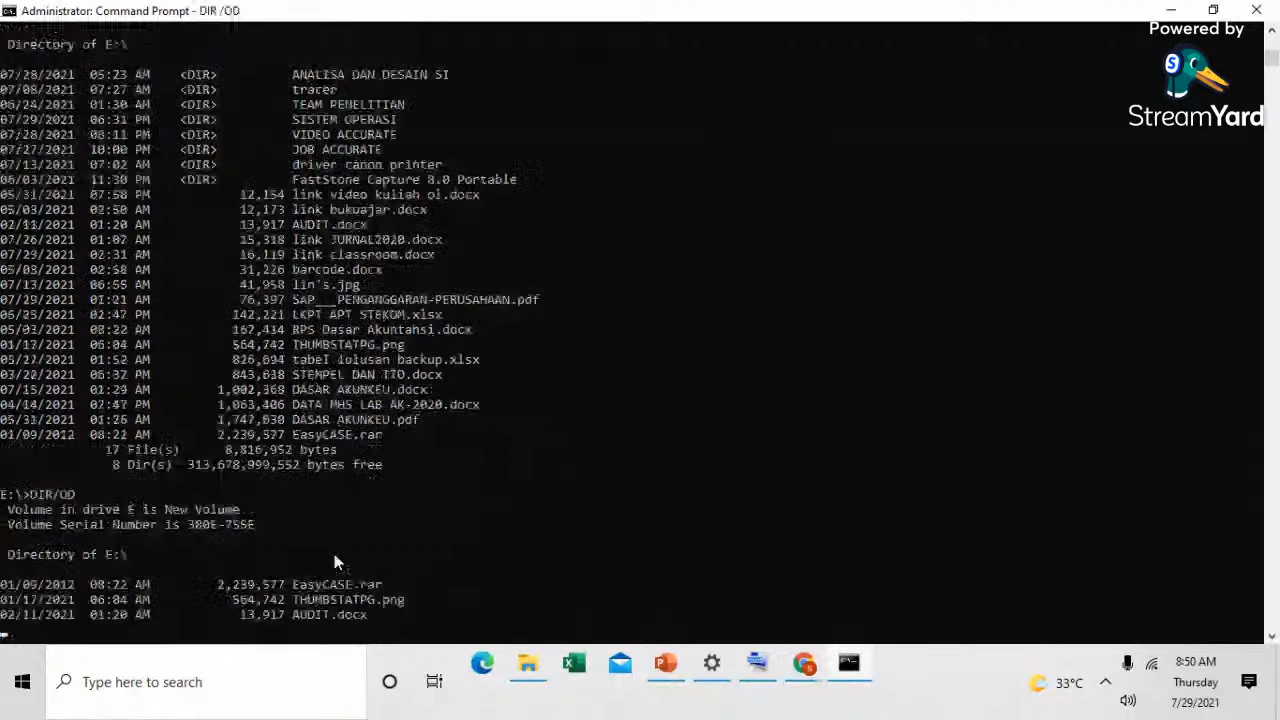 Administrator: Command Prompt - DIR /OD
Powered by
StreamYard
Directory of E:\
07/28/2021 05:23 AM <DIR> ANALISA DAN DESAIN SI
07/08/2021 07:27 AM <DIR> tracer
06/24/2021 01:30 AM <DIR> TEAM PENELITIAN
07/29/2021 06:31 PM <DIR> SISTEM OPERASI
07/28/2021 08:11 PM <DIR> VIDEO ACCURATE
07/27/2021 10:00 PM <DIR> JOB ACCURATE
07/13/2021 07:02 AM <DIR> driver canon printer
06/03/2021 11:30 PM <DIR> FastStone Capture 8.0 Portable
05/31/2021 07:58 PM 12,154 link video kuliah ol.docx
05/03/2021 02:50 AM 12,173 link bukuajar.docx
02/11/2021 01:20 AM 13,917 AUDIT.docx
07/26/2021 01:02 AM 15,318 link JURNAL2020.docx
07/29/2021 02:31 PM 16,119 link classroom.docx
05/03/2021 02:58 AM 31,226 barcode.docx
07/13/2021 06:55 AM 41,958 lin's.jpg
07/29/2021 01:21 AM 76,397 SAP___PENGANGGARAN-PERUSAHAAN.pdf
06/25/2021 02:47 PM 142,221 LKPT APT STEKOM.xlsx
05/03/2021 08:22 AM 167,434 RPS Dasar Akuntansi.docx
01/17/2021 06:04 AM 564,742 THUMBSTATPG.png
05/27/2021 01:52 AM 826,694 tabel lolusan backup.xlsx
03/22/2021 06:32 PM 843,638 STEMPEL DAN TTD.docx
07/15/2021 01:29 AM 1,002,369 DASAR AKUNKEU.docx
04/14/2021 02:47 PM 1,063,406 DATA MHS LAB AK-2020.docx
05/31/2021 01:26 AM 1,747,638 DASAR AKUNKEU.pdf
01/09/2012 08:22 AM 2,239,577 EasyCASE.rar
17 File(s) 8,816,952 bytes
8 Dir(s) 313,678,999,552 bytes free
E:\>DIR/OD
Volume in drive E is New Volume
Volume Serial Number is 380E-755E
Directory of E:\
01/09/2012 08:22 AM 2,239,577 EasyCASE.rar
01/17/2021 06:04 AM 564,742 THUMBSTATPG.png
02/11/2021 01:20 AM 13,917 AUDIT.docx
Type here to search
33°C
8:50 AM
Thursday
7/29/2021